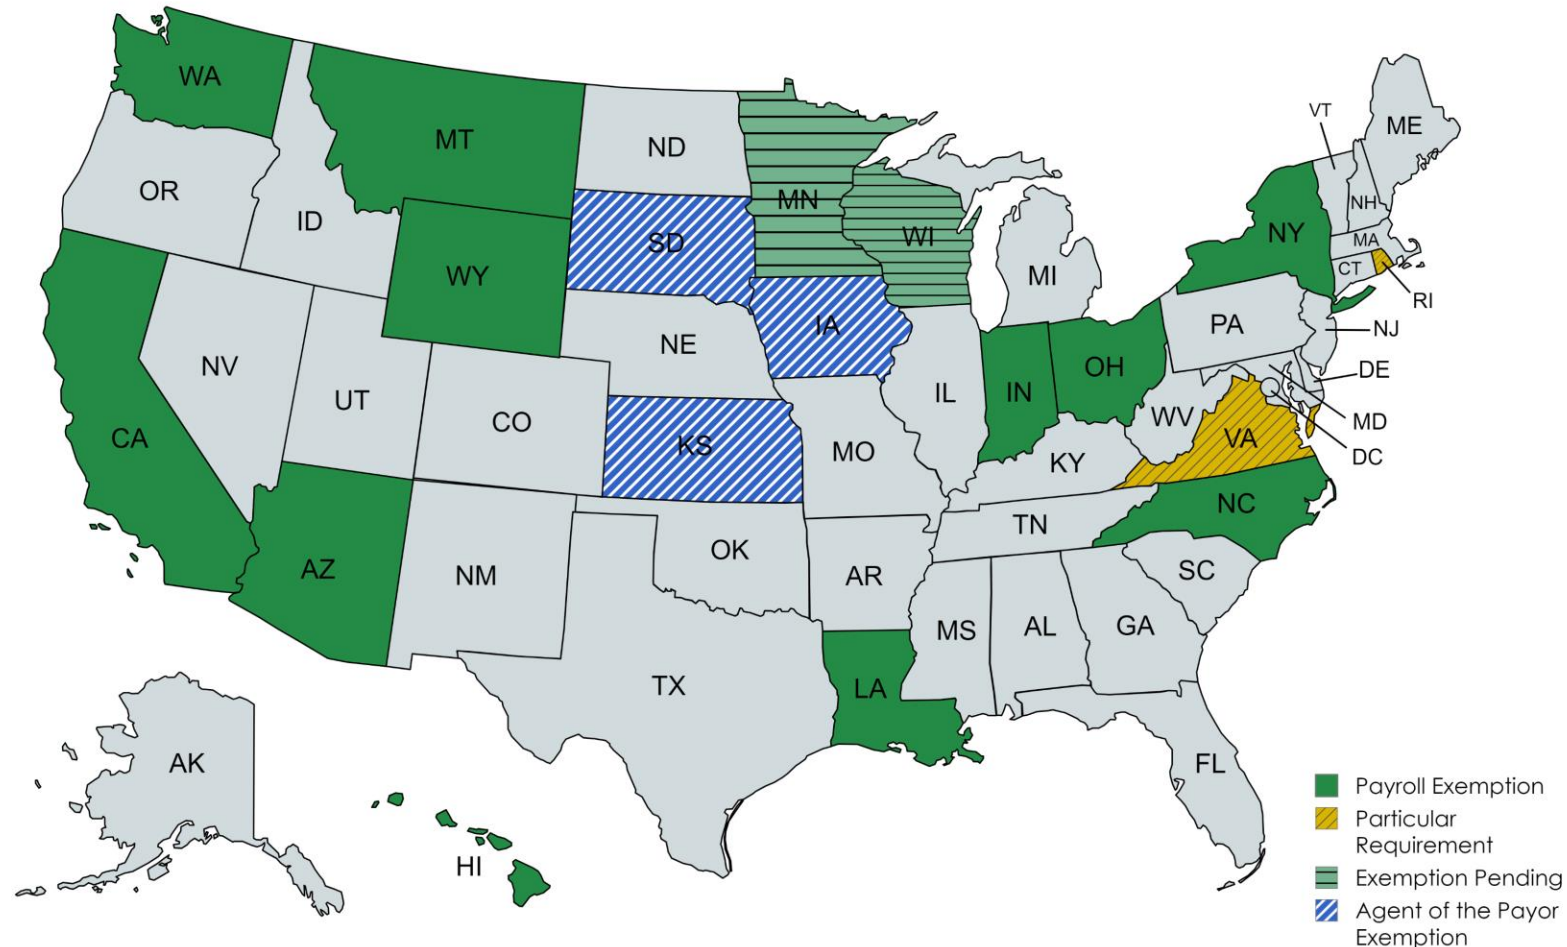 WA
MT
ND
VT
ME
OR
ID
MN
NH
SD
WI
NY
MA
WY
MI
CT
RI
IA
PA
NJ
NV
NE
OH
DE
UT
IL
IN
CO
WV
MD
CA
KS
MO
VA
DC
KY
NC
TN
OK
AZ
NM
AR
SC
MS
AL
GA
TX
LA
AK
FL
HI
Payroll Exemption
Particular
Requirement
Exemption Pending
Agent of the Payor
Exemption